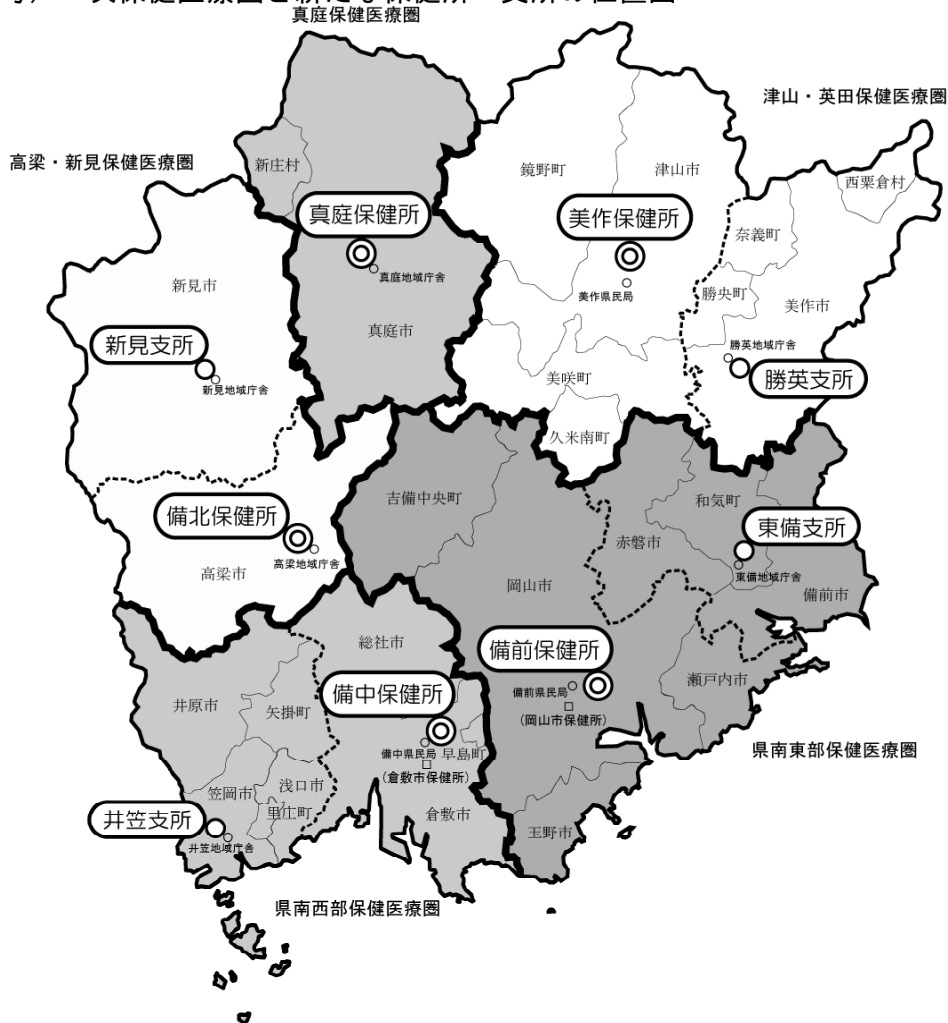 真庭保健医療圏
津山・英田保健医療圏
高梁・新見保健医療圏
新庄村
鏡野町
津山市
西粟倉村
真庭保健所
美作保健所
奈義町
真庭地域庁舎
新見市
美作県民局
勝央町
美作市
真庭市
新見支所
勝英地域庁舎
新見地域庁舎
美咲町
勝英支所
久米南町
吉備中央町
和気町
備北保健所
東備支所
赤磐市
高梁地域庁舎
高梁市
東備地域庁舎
岡山市
備前市
総社市
備前保健所
備中保健所
備前県民局
瀬戸内市
井原市
矢掛町
(岡山市保健所)
備中県民局
早島町
県南東部保健医療圏
(倉敷市保健所)
浅口市
笠岡市
里庄町
倉敷市
井笠支所
玉野市
井笠地域庁舎
県南西部保健医療圏